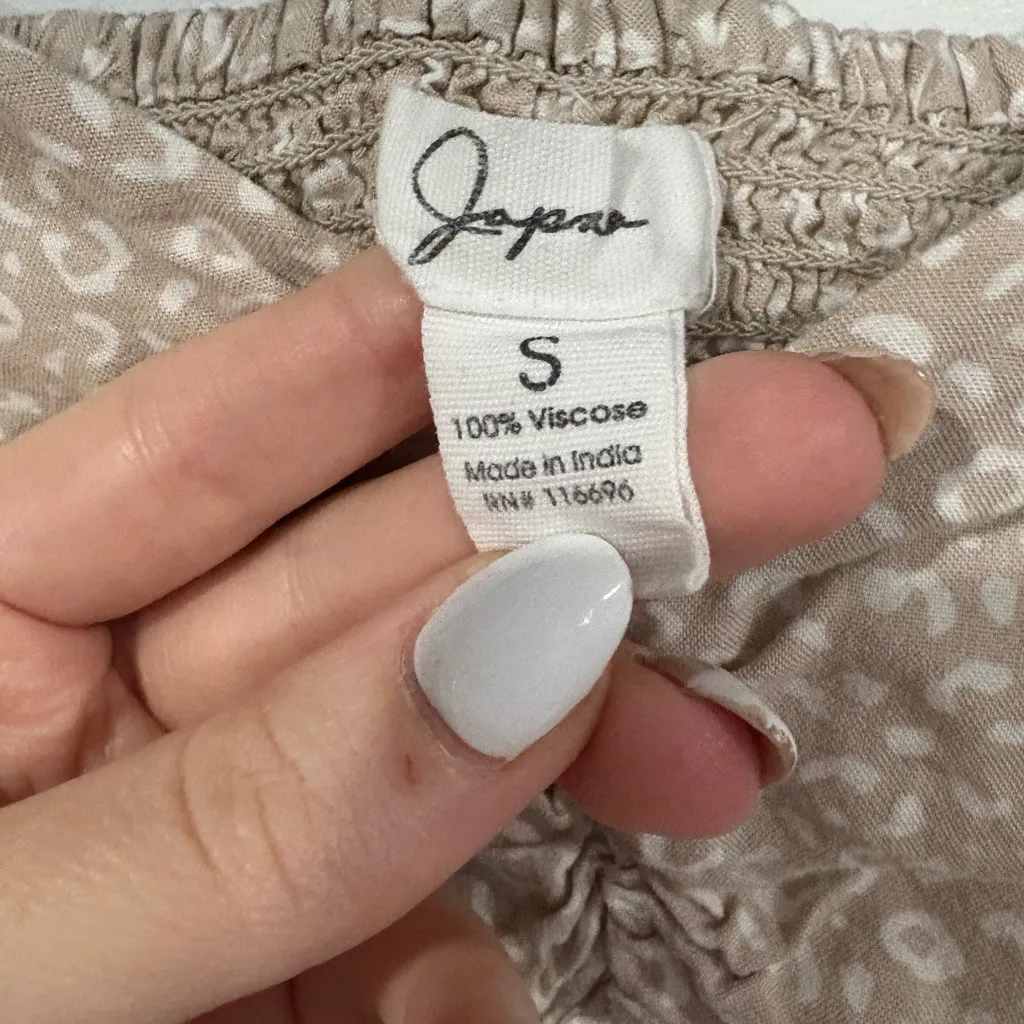 Japna
S
100% Viscose
Made in India
RN# 116696